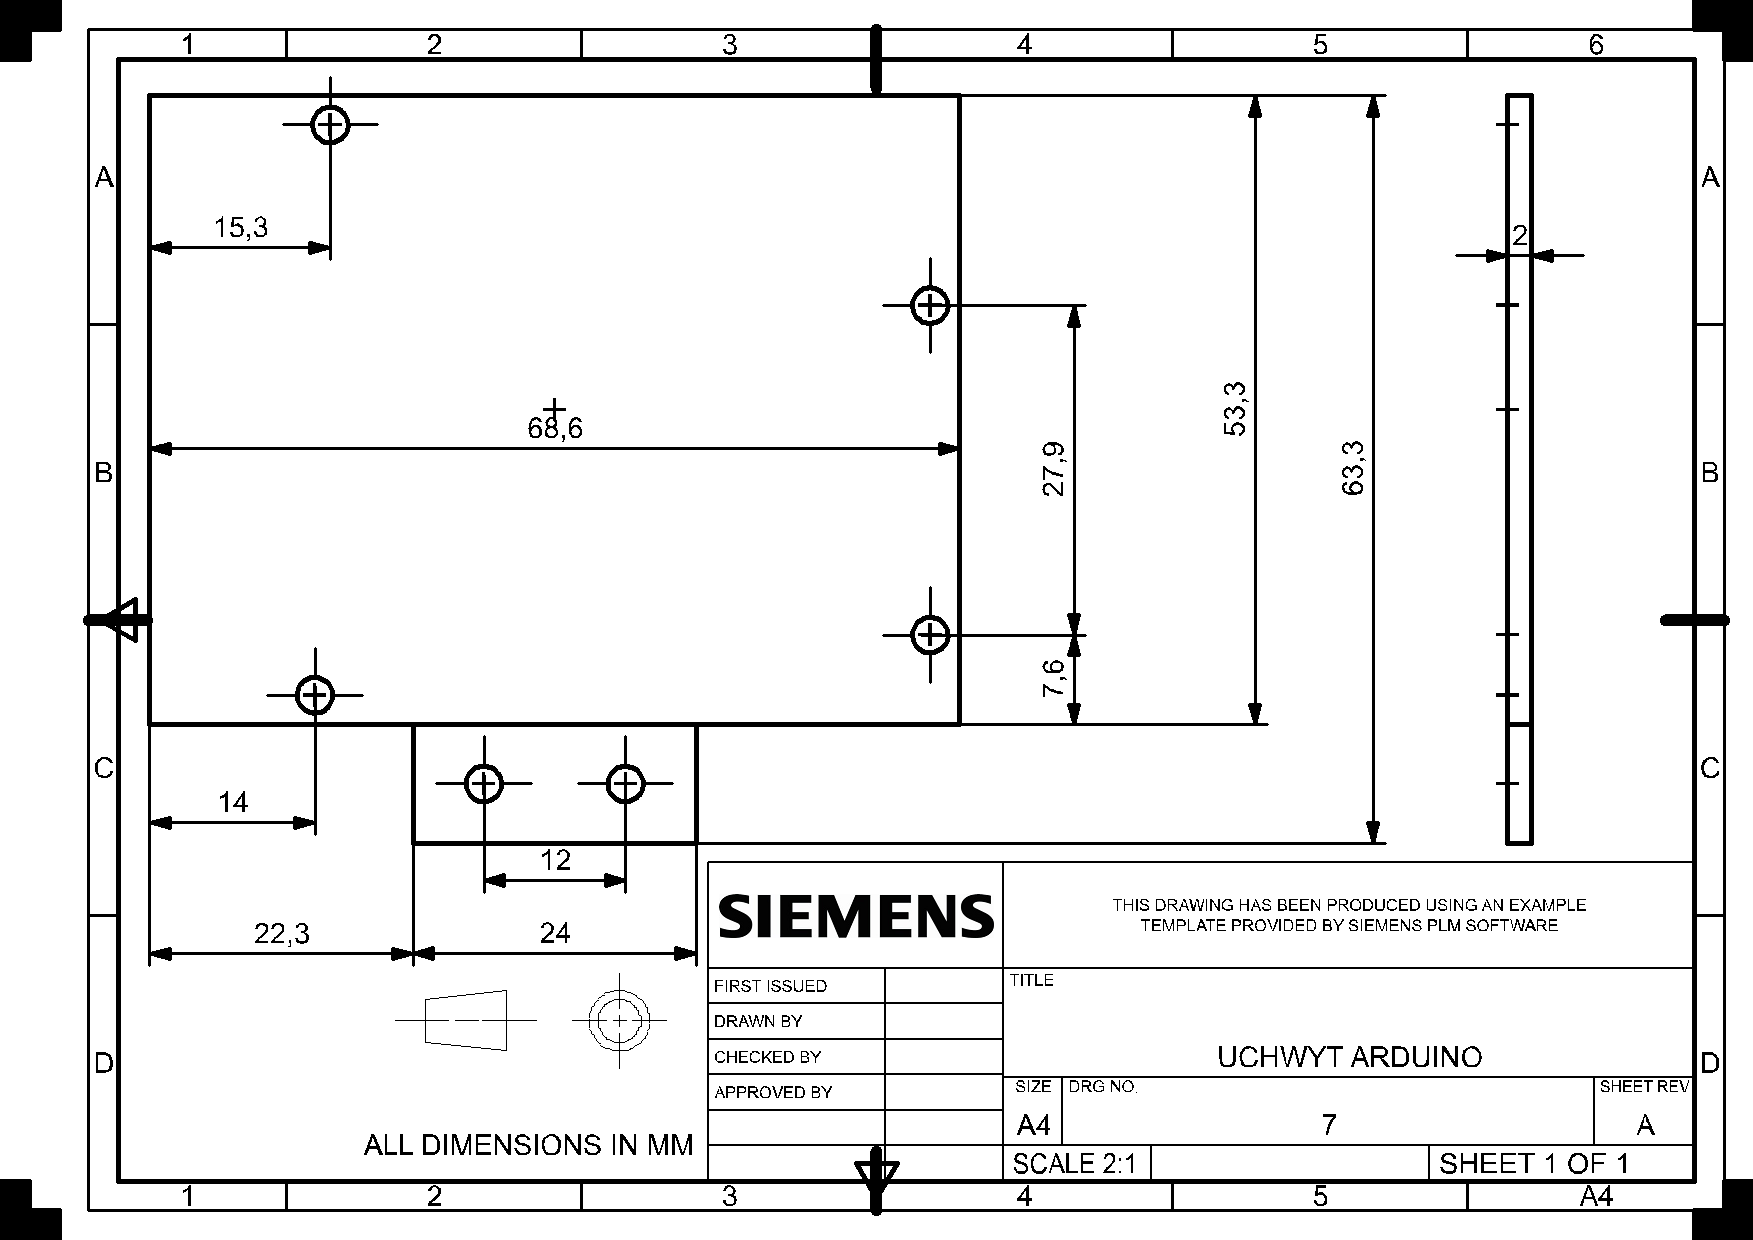 1 2 3 4 5 6
A A
15,3
2
53,3
68,6
27,9
63,3
B B
7,6
C C
14
12
22,3
24
SIEMENS
THIS DRAWING HAS BEEN PRODUCED USING AN EXAMPLE
TEMPLATE PROVIDED BY SIEMENS PLM SOFTWARE
FIRST ISSUED
TITLE
DRAWN BY
CHECKED BY
UCHWYT ARDUINO
D D
APPROVED BY
SIZE DRG NO. SHEET REV
A4 7 A
ALL DIMENSIONS IN MM
SCALE 2:1
SHEET 1 OF 1
1 2 3 4 5 A4